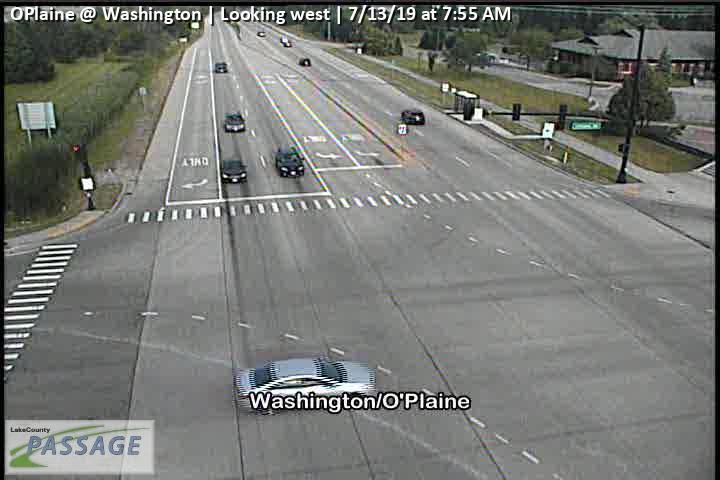 OPlaine @ Washington | Looking west | 7/13/19 at 7:55 AM
ONLY
Washington/O'Plaine
LakeCounty
PASSAGE